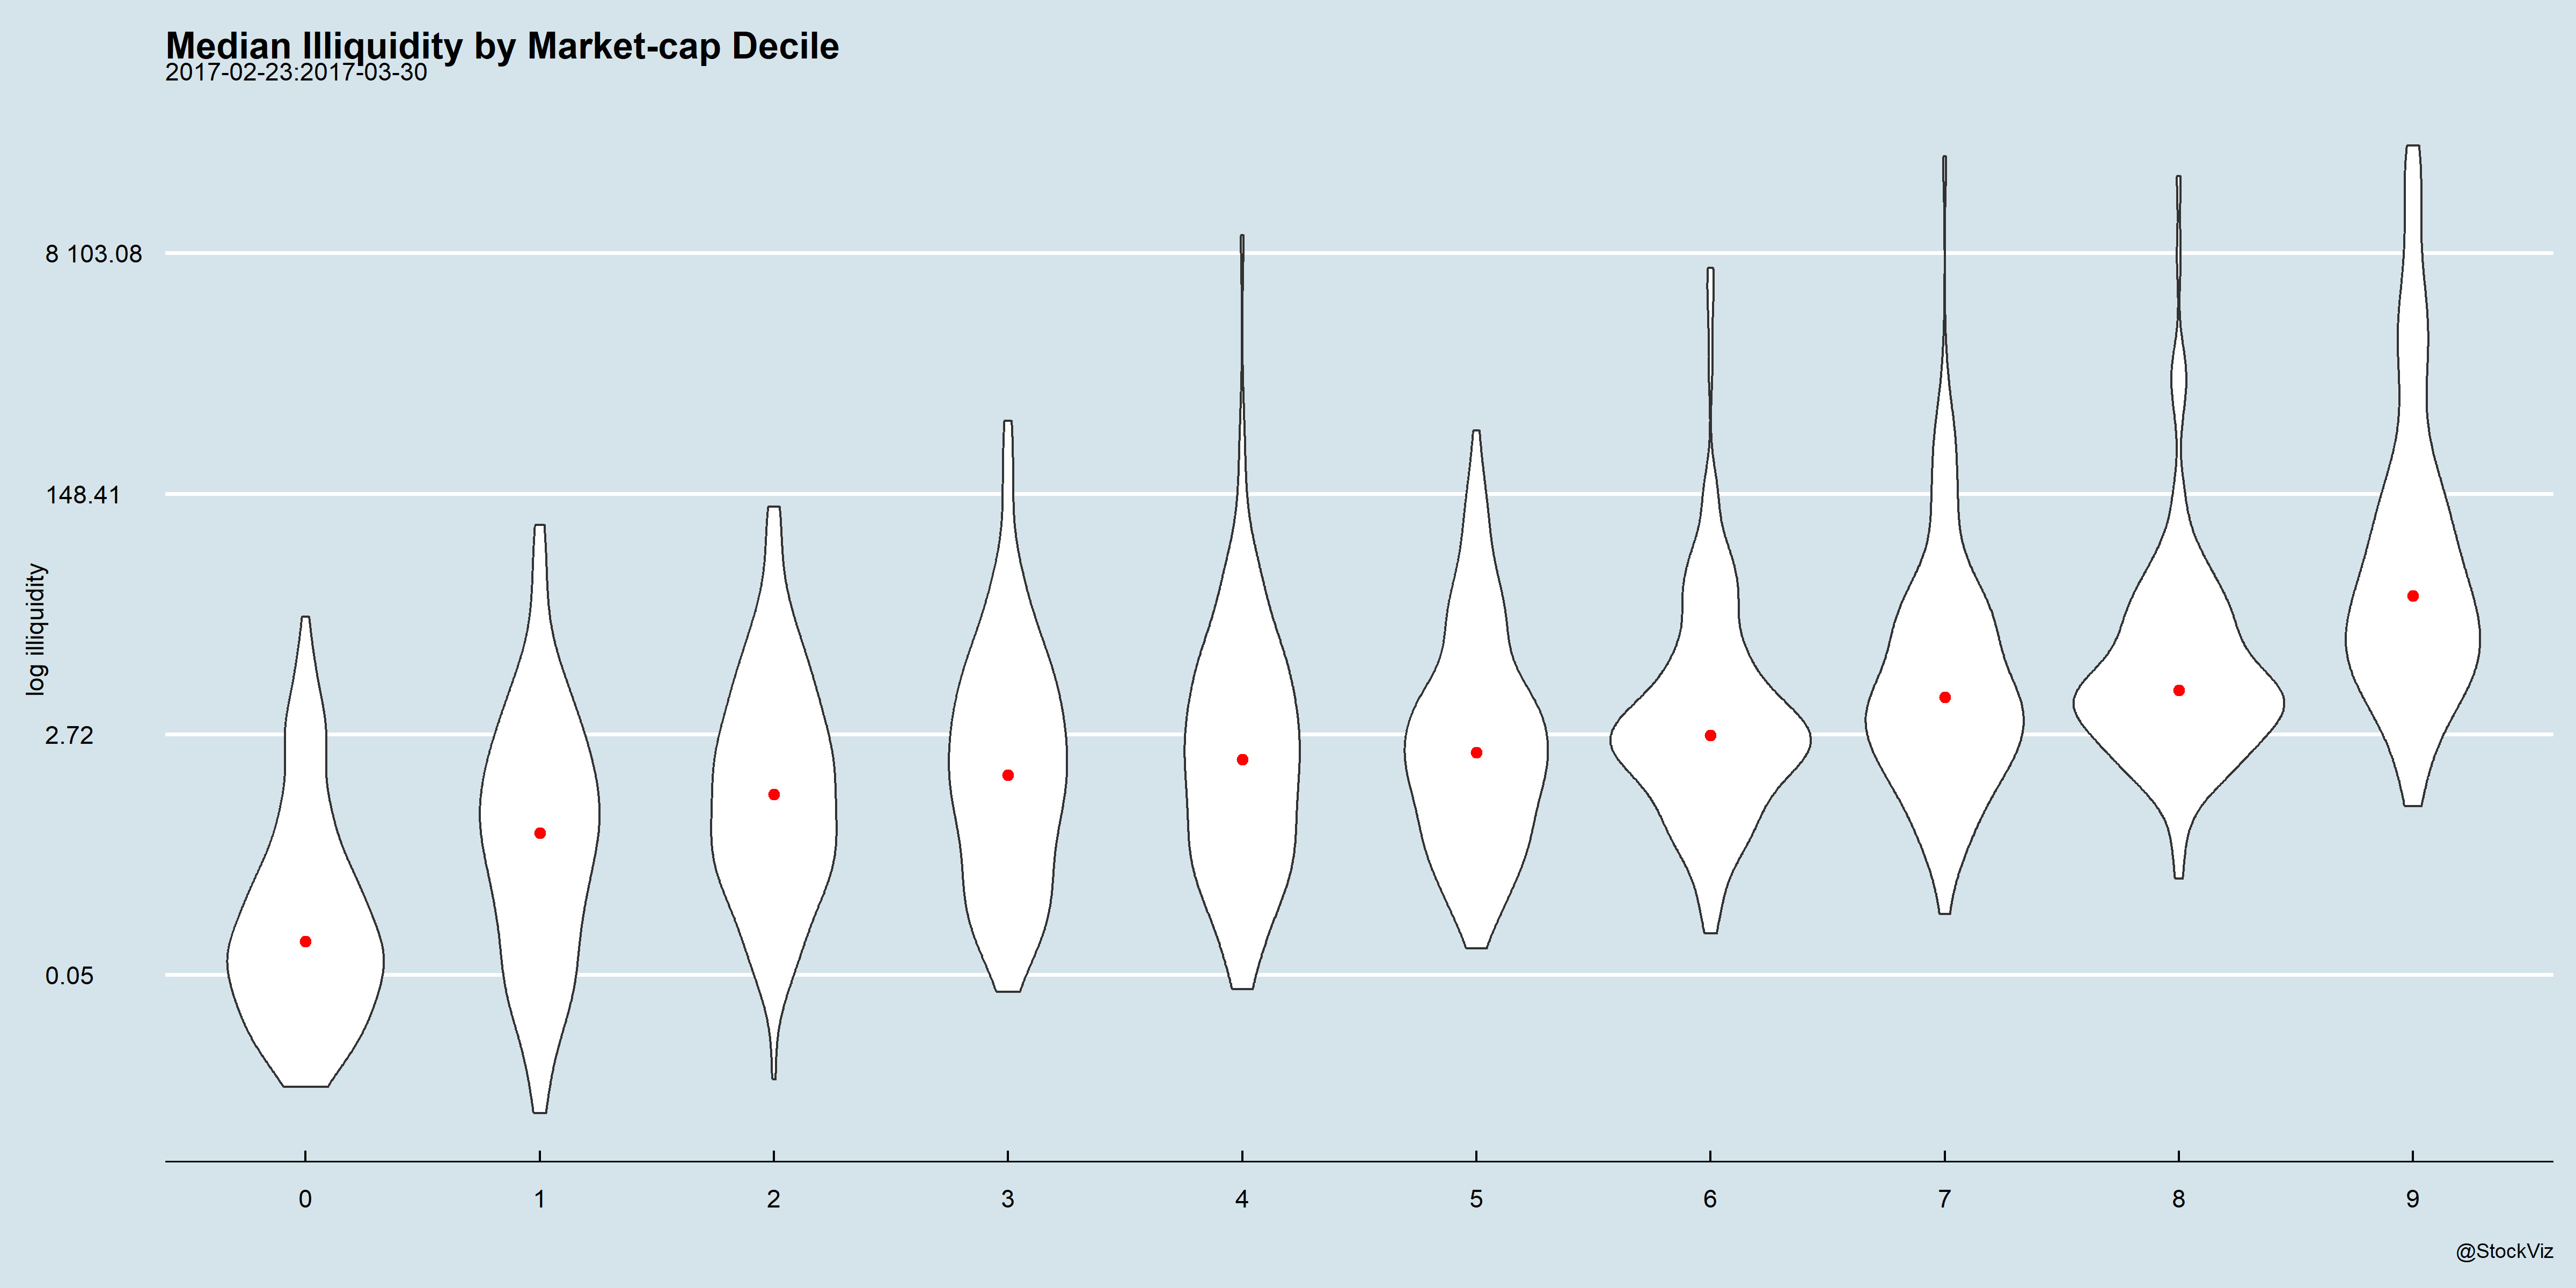 Median Illiquidity by Market-cap Decile
2017-02-23:2017-03-30
8 103.08
148.41
log illiquidity
2.72
0.05
0 1 2 3 4 5 6 7 8 9
@StockViz